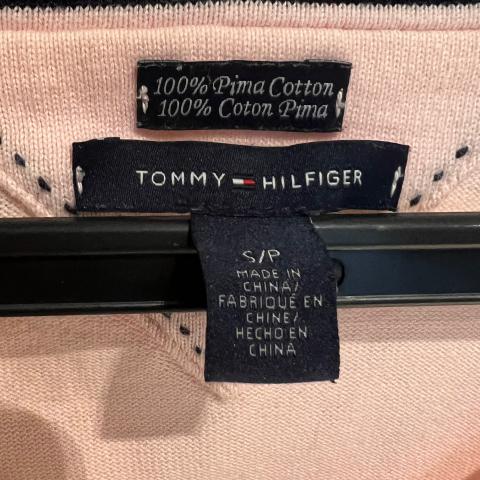 100% Pima Cotton
100% Coton Pima
TOMMY HILFIGER
S/P
MADE IN
CHINA/
FABRIQUÉ EN
CHINE/
HECHO EN
CHINA